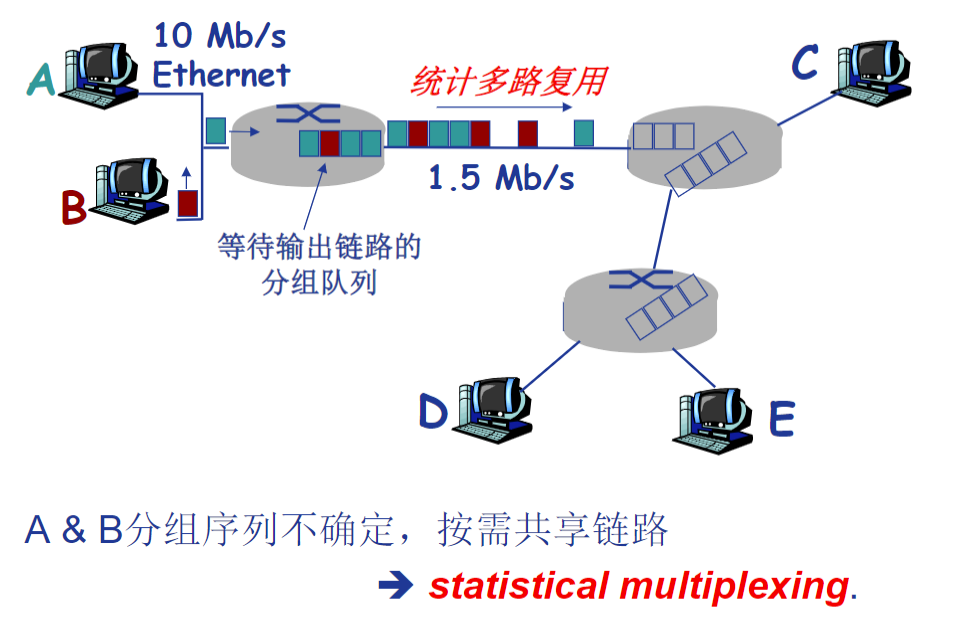 10 Mb/s
Ethernet
A
统计多路复用
C
B
1.5 Mb/s
等待输出链路的
分组队列
D
E
A & B分组序列不确定，按需共享链路
➔ statistical multiplexing.